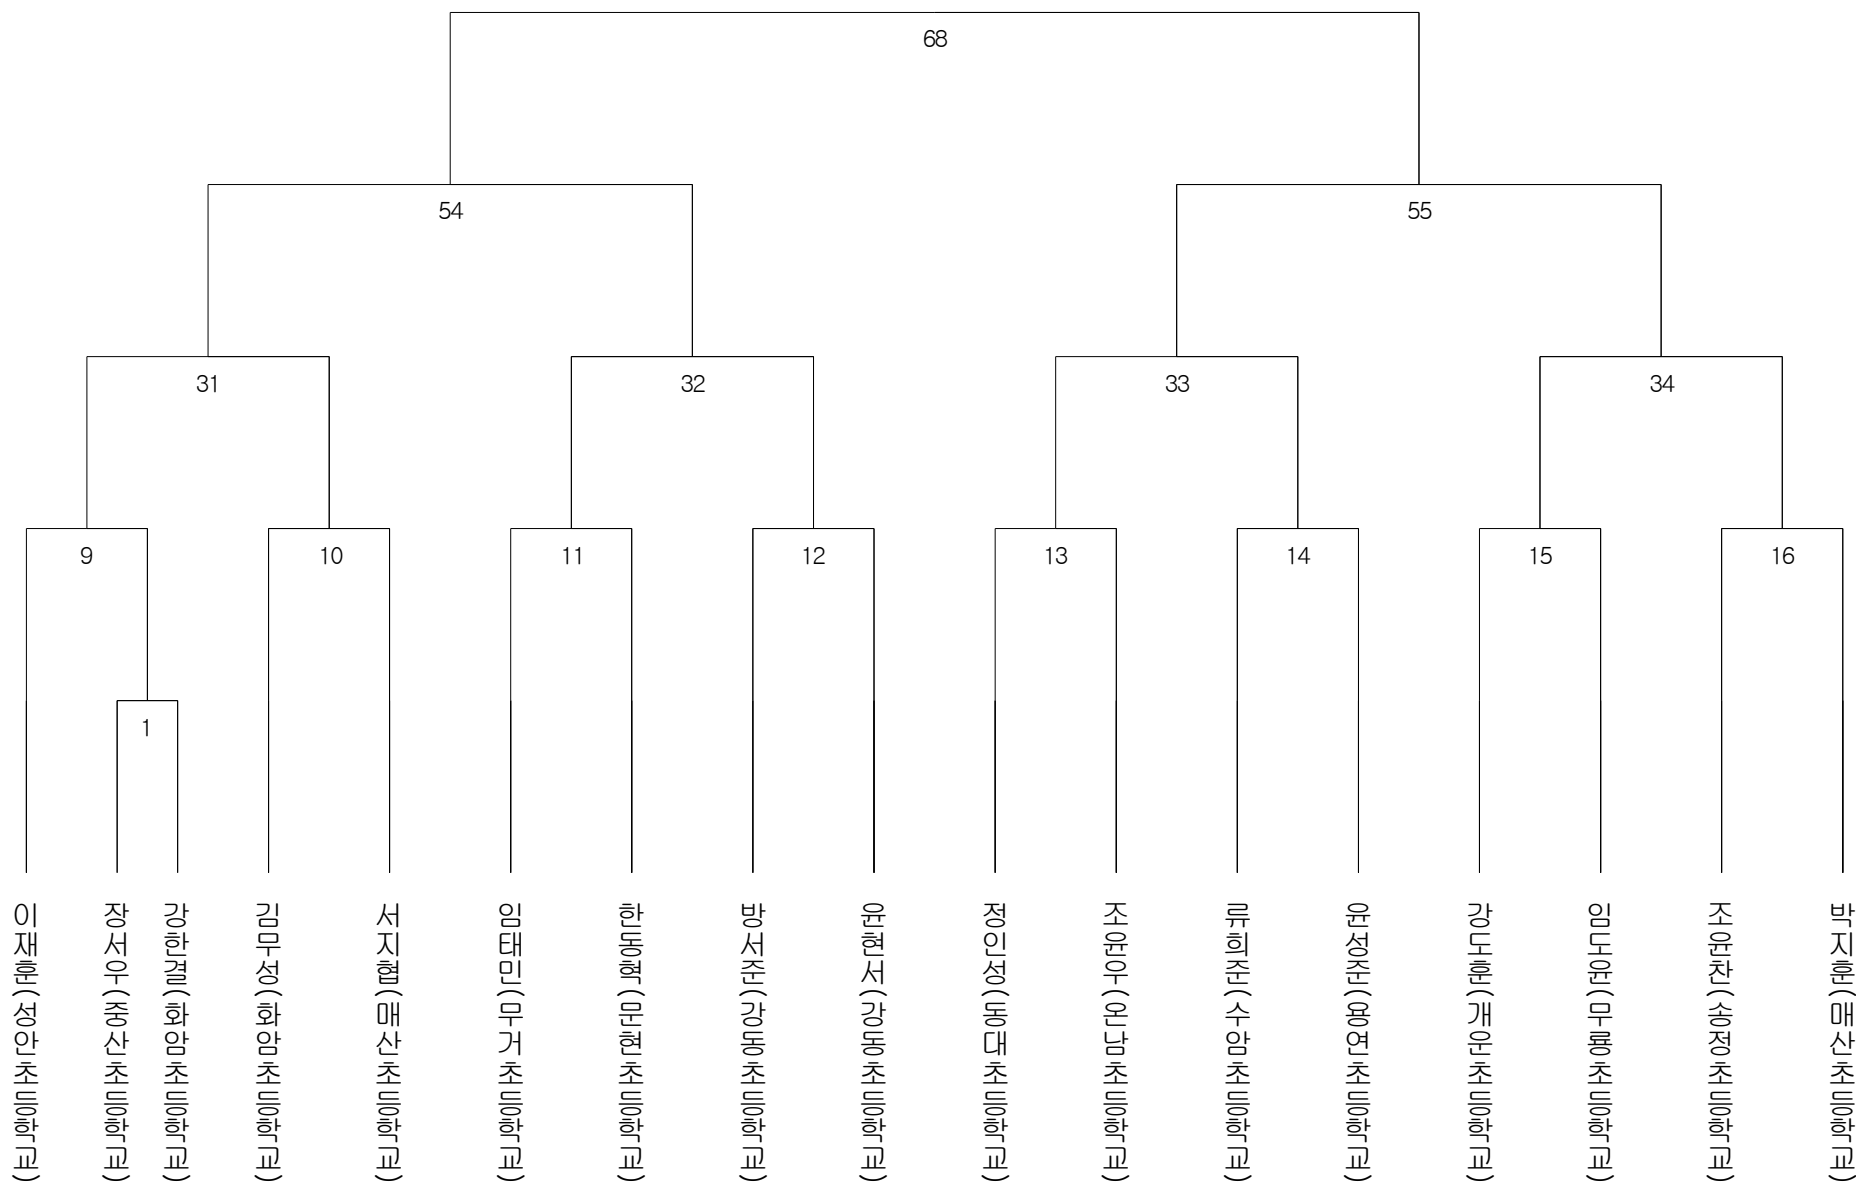 68
54
55
31
32
33
34
9
10
11
12
13
14
15
16
1
이재훈(성안초등학교)
장서우(중산초등학교)
강한결(화암초등학교)
김무성(화암초등학교)
서지협(매산초등학교)
임태민(무거초등학교)
한동혁(문현초등학교)
방서준(강동초등학교)
윤현서(강동초등학교)
정인성(동대초등학교)
조윤우(온남초등학교)
류희준(수암초등학교)
윤성준(용연초등학교)
강도훈(개운초등학교)
임도윤(무룡초등학교)
조윤찬(송정초등학교)
박지훈(매산초등학교)